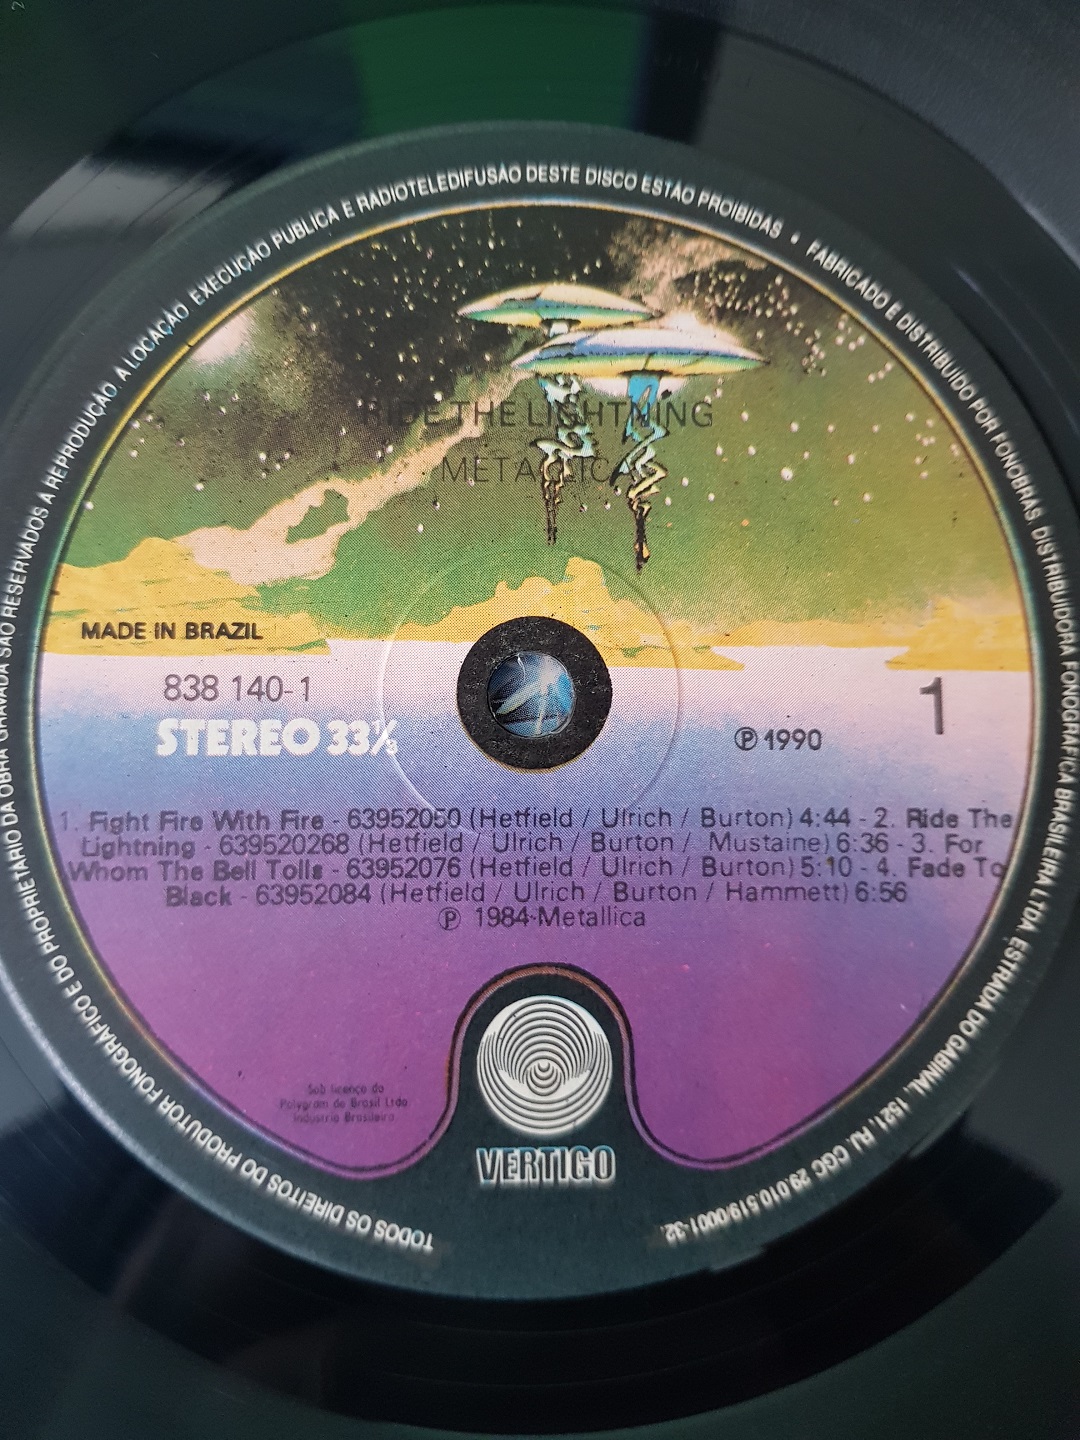 TODOS OS DIREITOS DO PRODUTOR FONOGRÁFICO E DO PROPRIETÁRIO DA OBRA GRAVADA SÃO RESERVADOS A REPRODUÇÃO, A LOCAÇÃO, EXECUÇÃO PÚBLICA E RÁDIOTELEDIFUSÃO DESTE DISCO ESTÃO PROIBIDAS • FABRICADO E DISTRIBUIDO POR FONOBRAS, DISTRIBUIDORA FONOGRAFICA BRASILEIRA LTDA, ESTRADA DO GABINAL, 1521, RJ. CGC 29.010.519.0001-32.
RIDE THE LIGHTNING
METALLICA
MADE IN BRAZIL
838 140-1
1
STEREO 33⅓
℗ 1990
1. Fight Fire With Fire - 63952050 (Hetfield / Ulrich / Burton) 4:44 - 2. Ride The
Lightning - 639520268 (Hetfield / Ulrich / Burton / Mustaine) 6:36 - 3. For
Whom The Bell Tolls - 63952076 (Hetfield / Ulrich / Burton) 5:10 - 4. Fade To
Black - 63952084 (Hetfield / Ulrich / Burton / Hammett) 6:56
℗ 1984 Metallica
Sob licença da
Polygram do Brasil Ltda
Indústria Brasileira
VERTIGO